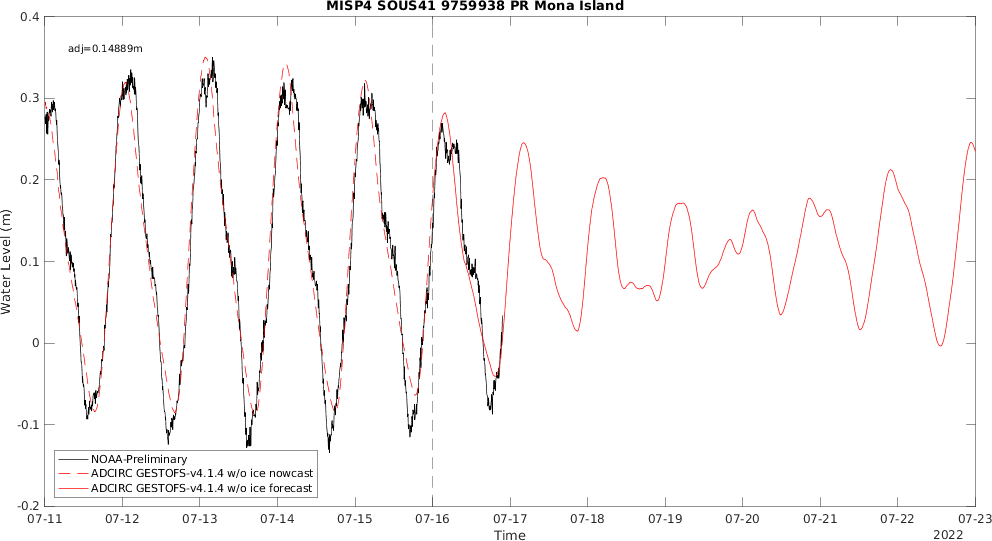 MISP4 SOUS41 9759938 PR Mona Island
adj=0.14889m
Water Level (m)
0.4
0.3
0.2
0.1
0
-0.1
-0.2
NOAA-Preliminary
ADCIRC GESTOFS-v4.1.4 w/o ice nowcast
ADCIRC GESTOFS-v4.1.4 w/o ice forecast
07-11 07-12 07-13 07-14 07-15 07-16 07-17 07-18 07-19 07-20 07-21 07-22 07-23
Time
2022